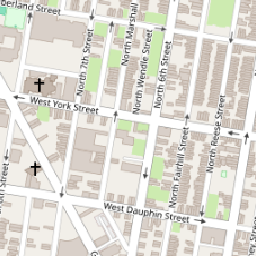 berland Street
North 7th Street
North Marshall
North Wendle Street
North 6th Street
West York Street
North Fairhill Street
North Reese Street
West Dauphin Street
Street